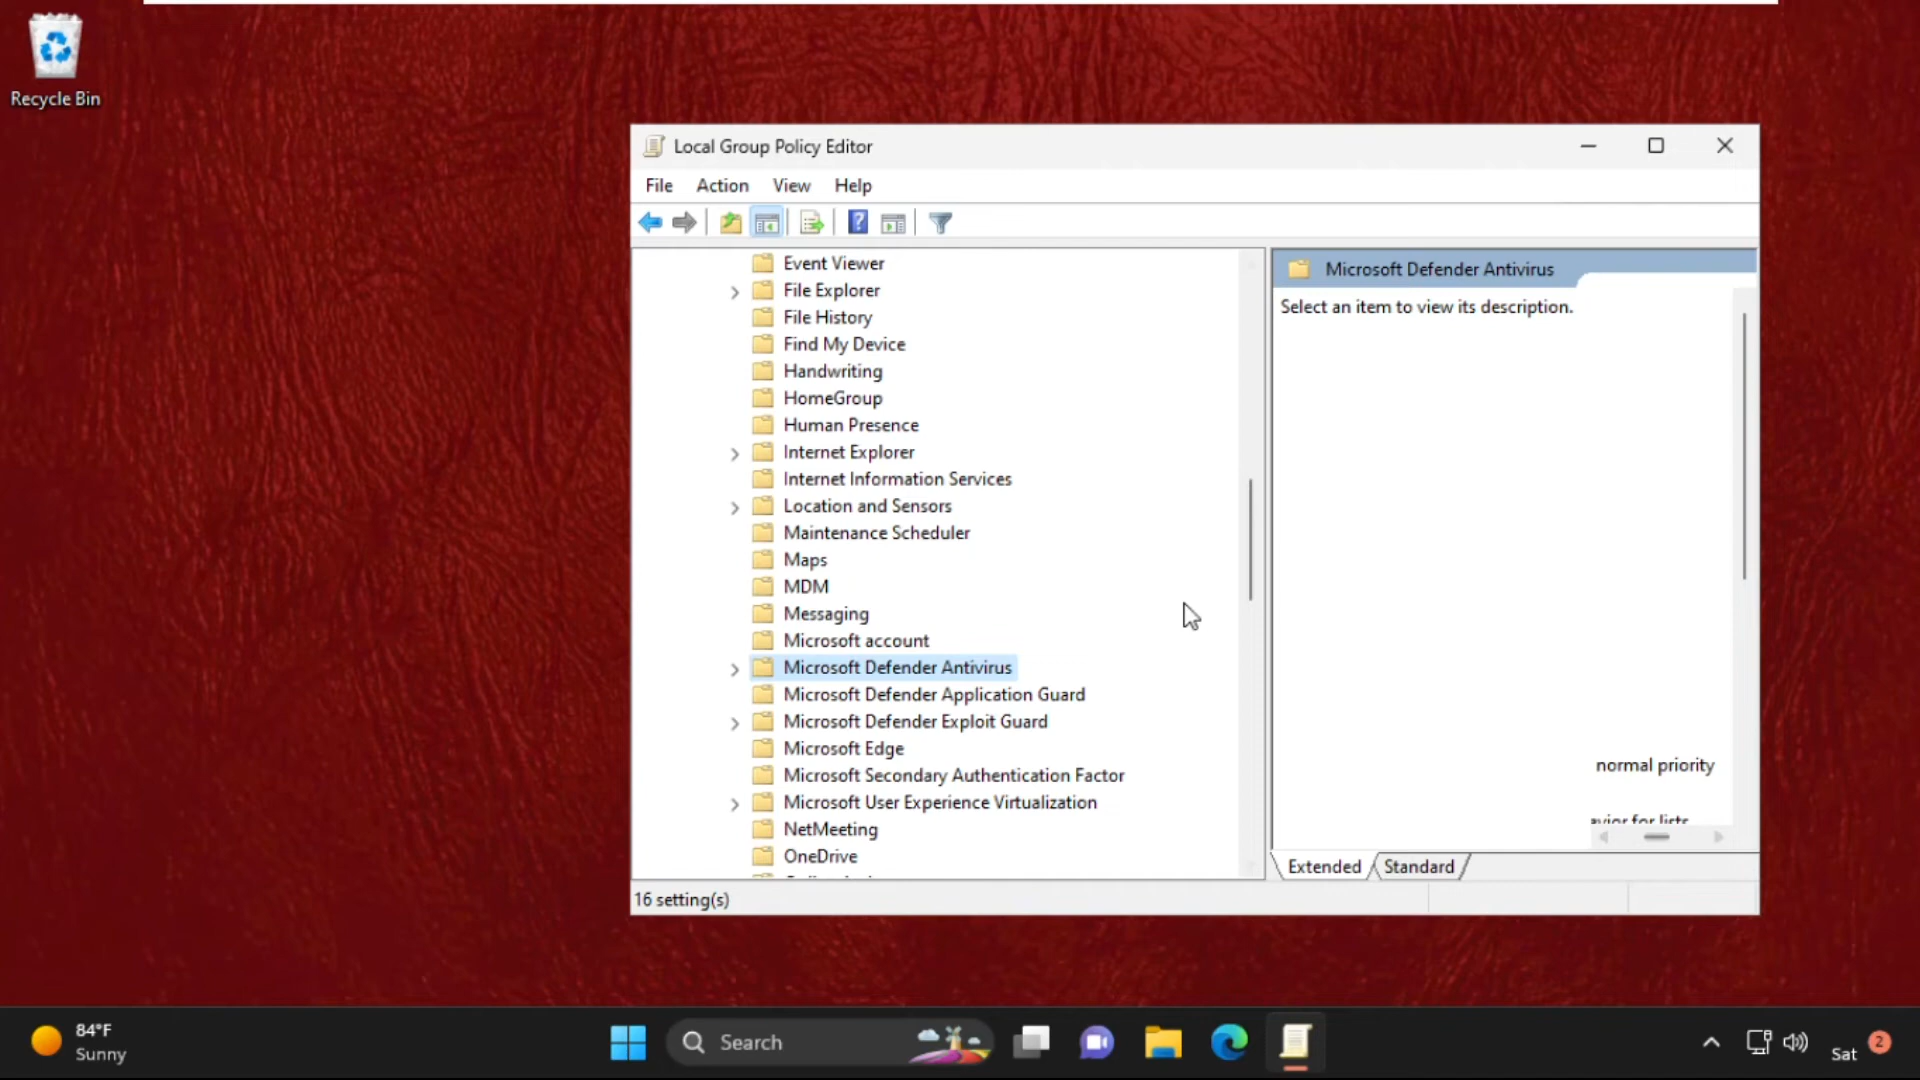 Recycle Bin
Local Group Policy Editor
File Action View Help
Event Viewer
File Explorer
File History
Find My Device
Handwriting
HomeGroup
Human Presence
Internet Explorer
Internet Information Services
Location and Sensors
Maintenance Scheduler
Maps
MDM
Messaging
Microsoft account
Microsoft Defender Antivirus
Microsoft Defender Application Guard
Microsoft Defender Exploit Guard
Microsoft Edge
Microsoft Secondary Authentication Factor
Microsoft User Experience Virtualization
NetMeeting
OneDrive
Microsoft Defender Antivirus
Select an item to view its description.
normal priority
for lists
Extended Standard
16 setting(s)
84°F
Sunny
Search
Sat 2